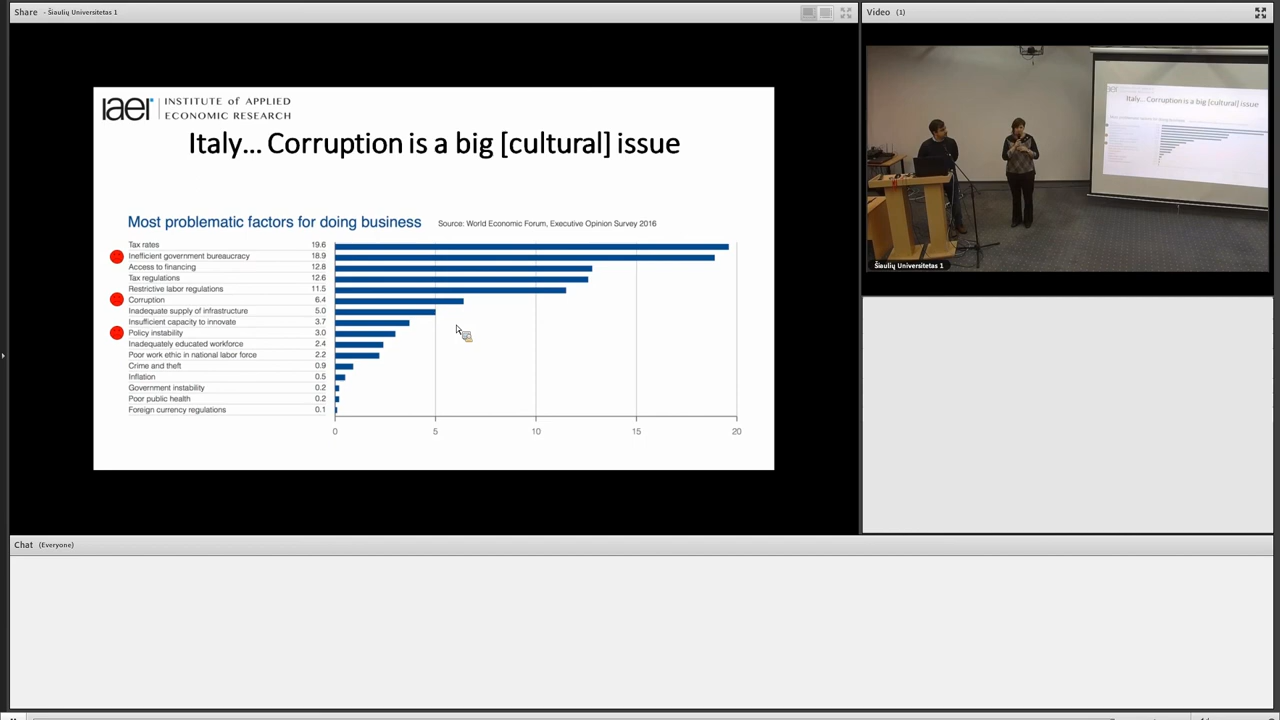 Share - Šiaulių Universitetas 1
Video (1)
iaer INSTITUTE of APPLIED
ECONOMIC RESEARCH
Italy... Corruption is a big [cultural] issue
Most problematic factors for doing business Source: World Economic Forum, Executive Opinion Survey 2016
Tax rates 19.6
Inefficient government bureaucracy 18.9
Access to financing 12.8
Tax regulations 12.6
Restrictive labor regulations 11.5
Corruption 6.4
Inadequate supply of infrastructure 5.0
Insufficient capacity to innovate 3.7
Policy instability 3.0
Inadequately educated workforce 2.4
Poor work ethic in national labor force 2.2
Crime and theft 0.9
Inflation 0.5
Government instability 0.2
Poor public health 0.2
Foreign currency regulations 0.1
0 5 10 15 20
Italy... Corruption is a big [cultural] issue
Most problematic factors for doing business
Šiaulių Universitetas 1
Chat (Everyone)